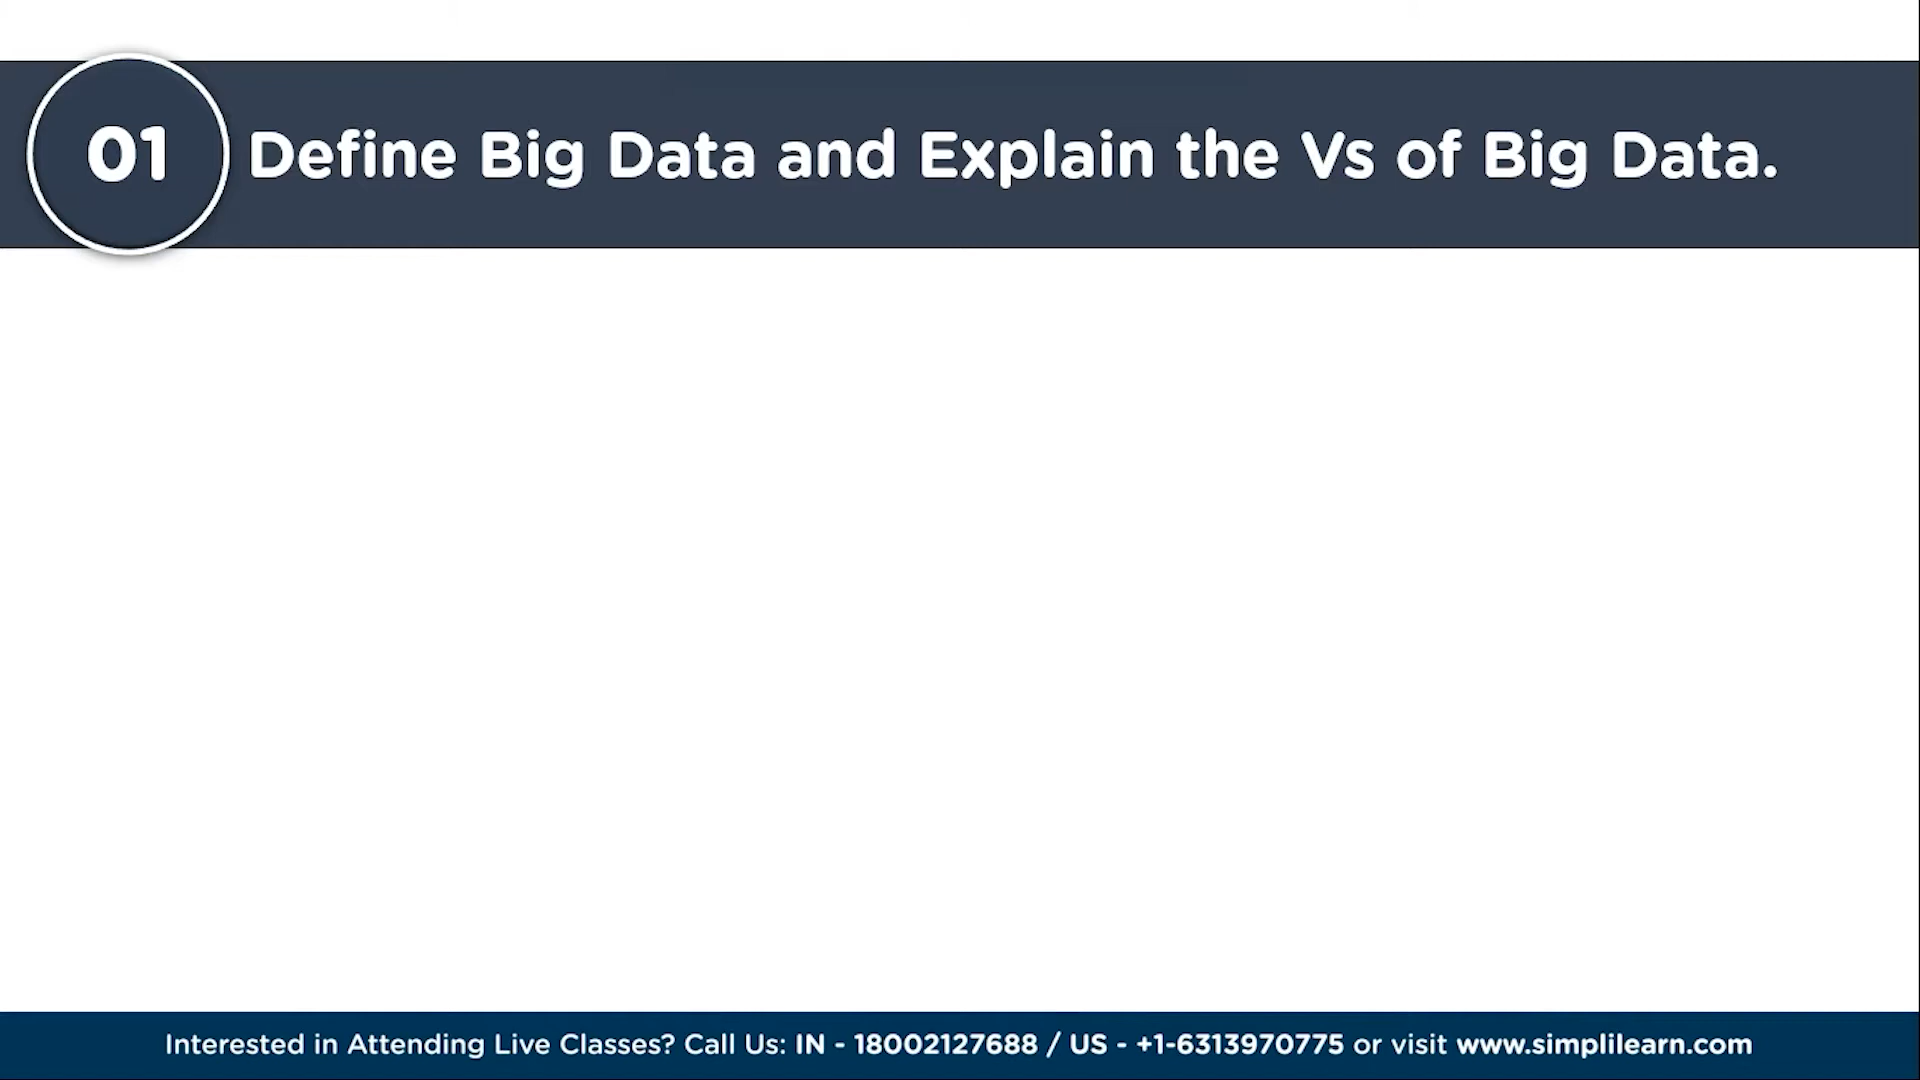 01
Define Big Data and Explain the Vs of Big Data.
Interested in Attending Live Classes? Call Us: IN - 18002127688 / US - +1-6313970775 or visit www.simplilearn.com